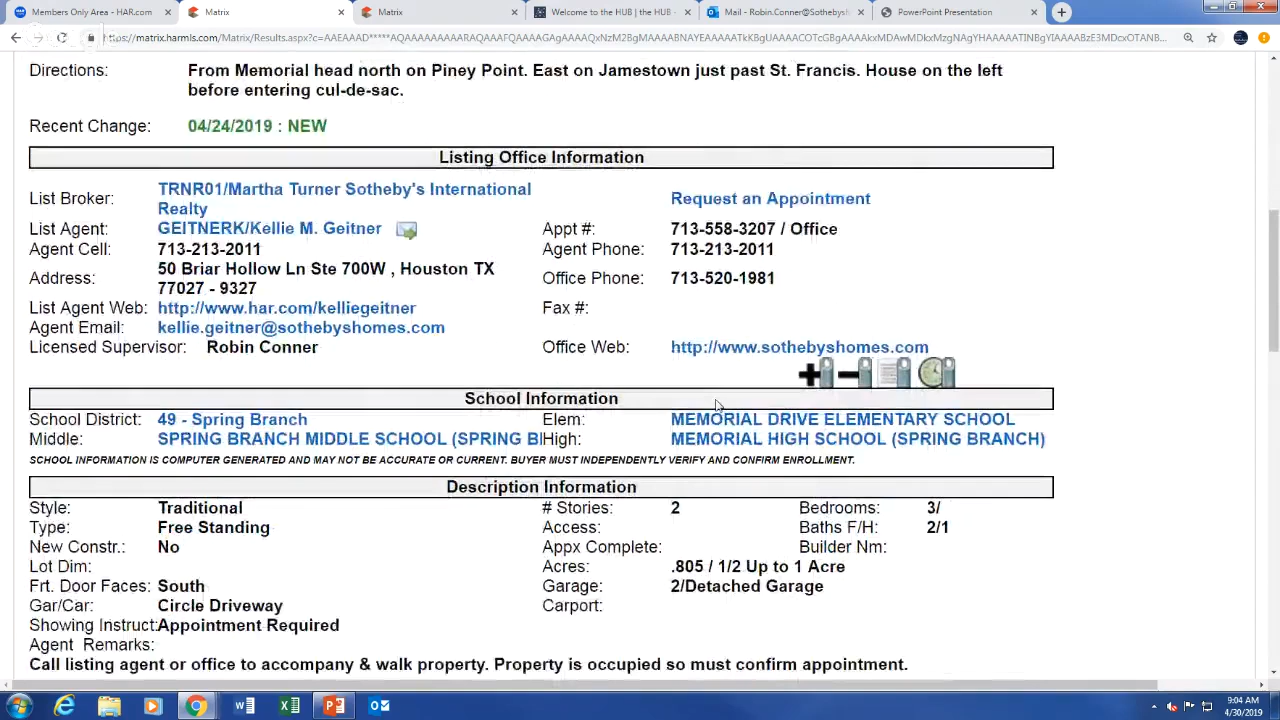 Members Only Area - HAR.com
Matrix
Matrix
Welcome to the HUB | the HUB -
Mail - Robin.Conner@Sothebysh
PowerPoint Presentation
Directions: From Memorial head north on Piney Point. East on Jamestown just past St. Francis. House on the left
before entering cul-de-sac.
Recent Change: 04/24/2019 : NEW
Listing Office Information
List Broker: TRNR01/Martha Turner Sotheby's International
Realty
Request an Appointment
List Agent: GEITNERK/Kellie M. Geitner Appt #: 713-558-3207 / Office
Agent Cell: 713-213-2011 Agent Phone: 713-213-2011
Address: 50 Briar Hollow Ln Ste 700W , Houston TX
77027 - 9327
Office Phone: 713-520-1981
List Agent Web: http://www.har.com/kelliegeitner Fax #:
Agent Email: kellie.geitner@sothebyshomes.com
Licensed Supervisor: Robin Conner Office Web: http://www.sothebyshomes.com
School Information
School District: 49 - Spring Branch Elem: MEMORIAL DRIVE ELEMENTARY SCHOOL
Middle: SPRING BRANCH MIDDLE SCHOOL (SPRING BI High: MEMORIAL HIGH SCHOOL (SPRING BRANCH)
SCHOOL INFORMATION IS COMPUTER GENERATED AND MAY NOT BE ACCURATE OR CURRENT. BUYER MUST INDEPENDENTLY VERIFY AND CONFIRM ENROLLMENT.
Description Information
Style: Traditional # Stories: 2 Bedrooms: 3/
Type: Free Standing Access: Baths F/H: 2/1
New Constr.: No Appx Complete: Builder Nm:
Lot Dim: Acres: .805 / 1/2 Up to 1 Acre
Frt. Door Faces: South Garage: 2/Detached Garage
Gar/Car: Circle Driveway Carport:
Showing Instruct: Appointment Required
Agent Remarks:
Call listing agent or office to accompany & walk property. Property is occupied so must confirm appointment.
9:04 AM
4/30/2019